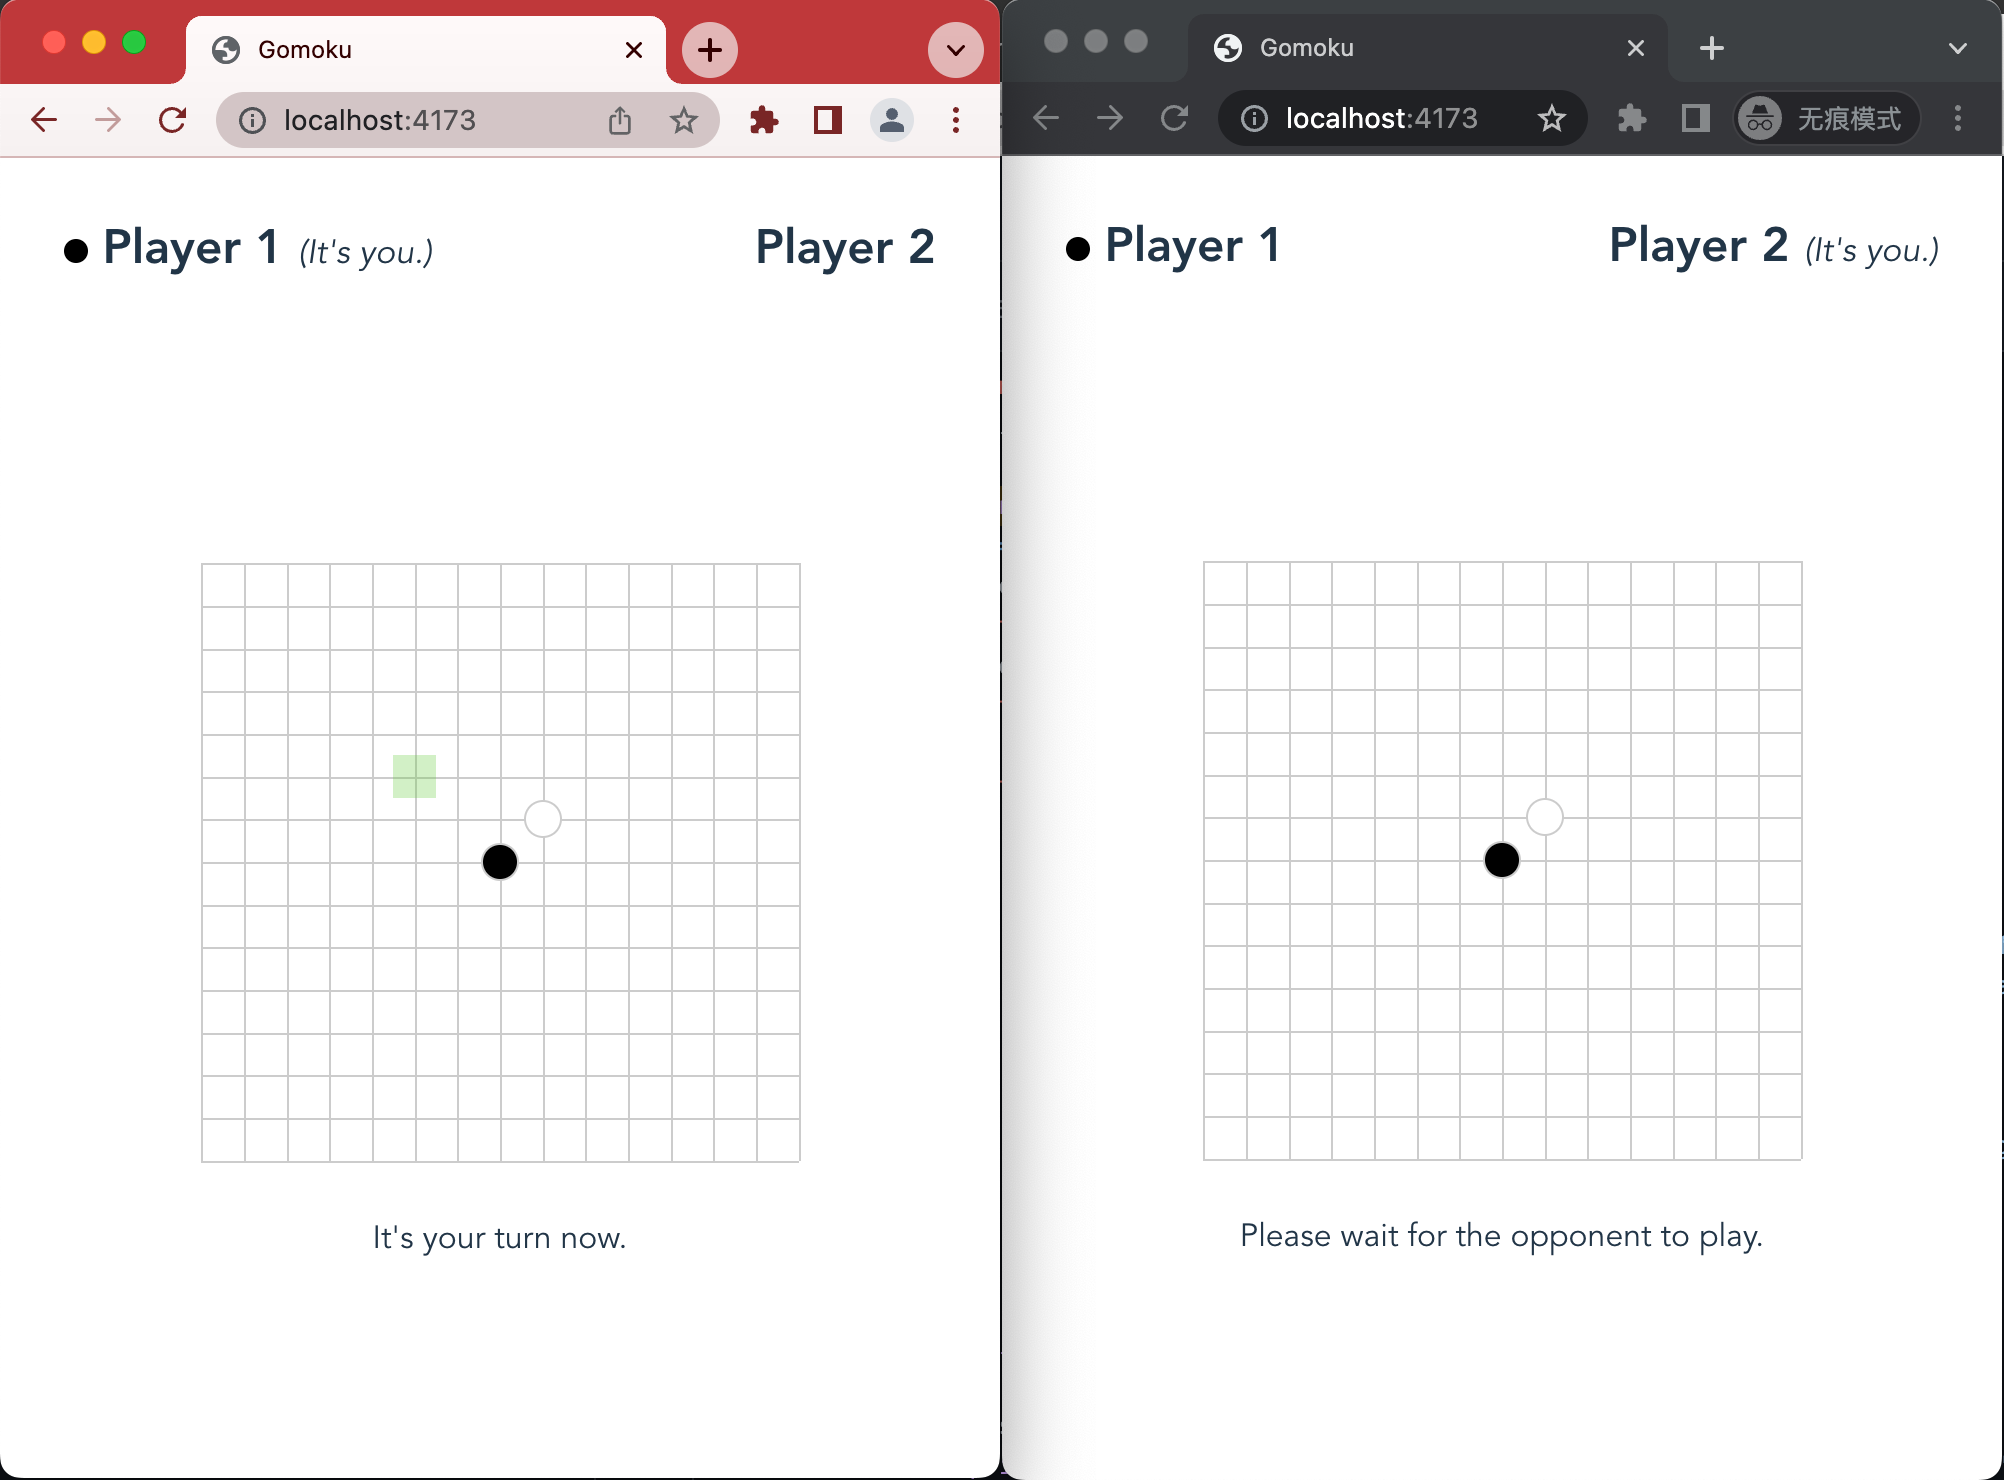 Gomoku
localhost:4173
Player 1 (It's you.)
Player 2
It's your turn now.
Gomoku
localhost:4173
无痕模式
Player 1
Player 2 (It's you.)
Please wait for the opponent to play.